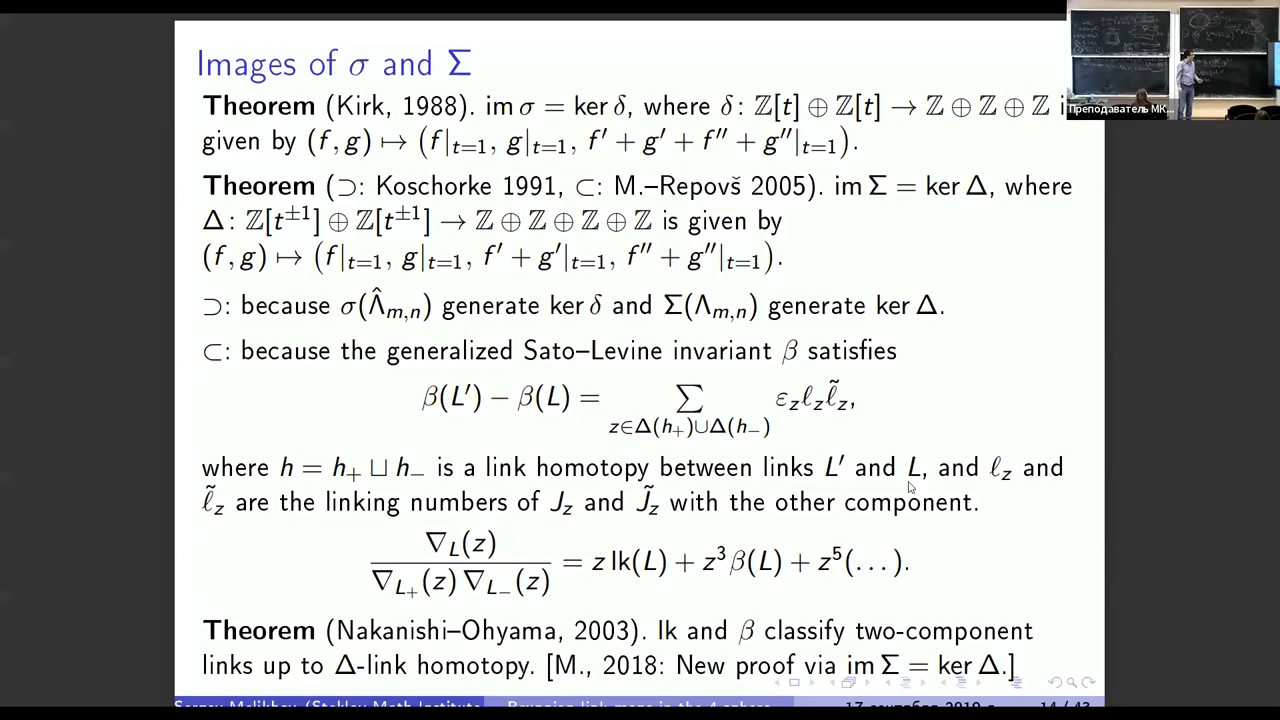 Images of σ and Σ
Theorem (Kirk, 1988). im σ = ker δ, where δ: ℤ[t] ⊕ ℤ[t] → ℤ ⊕ ℤ ⊕ ℤ
given by (f, g) ↦ (f|ₜ₌₁, g|ₜ₌₁, f′ + g′ + f″ + g″|ₜ₌₁).
Theorem (⊃: Koschorke 1991, ⊂: M.–Repovš 2005). im Σ = ker Δ, where
Δ: ℤ[t^{±1}] ⊕ ℤ[t^{±1}] → ℤ ⊕ ℤ ⊕ ℤ ⊕ ℤ is given by
(f, g) ↦ (f|ₜ₌₁, g|ₜ₌₁, f′ + g′|ₜ₌₁, f″ + g″|ₜ₌₁).
⊃: because σ(Λ̂_{m,n}) generate ker δ and Σ(Λ_{m,n}) generate ker Δ.
⊂: because the generalized Sato–Levine invariant β satisfies
β(L′) − β(L) = ∑_{z∈Δ(h₊)∪Δ(h₋)} ε_z ℓ_z ℓ̃_z,
where h = h₊ ⊔ h₋ is a link homotopy between links L′ and L, and ℓ_z and
ℓ̃_z are the linking numbers of J_z and J̃_z with the other component.
∇_L(z) / ∇_{L₊}(z) ∇_{L₋}(z) = z lk(L) + z³β(L) + z⁵(...).
Theorem (Nakanishi–Ohyama, 2003). lk and β classify two-component
links up to Δ-link homotopy. [M., 2018: New proof via im Σ = ker Δ.]
Преподаватель МК...